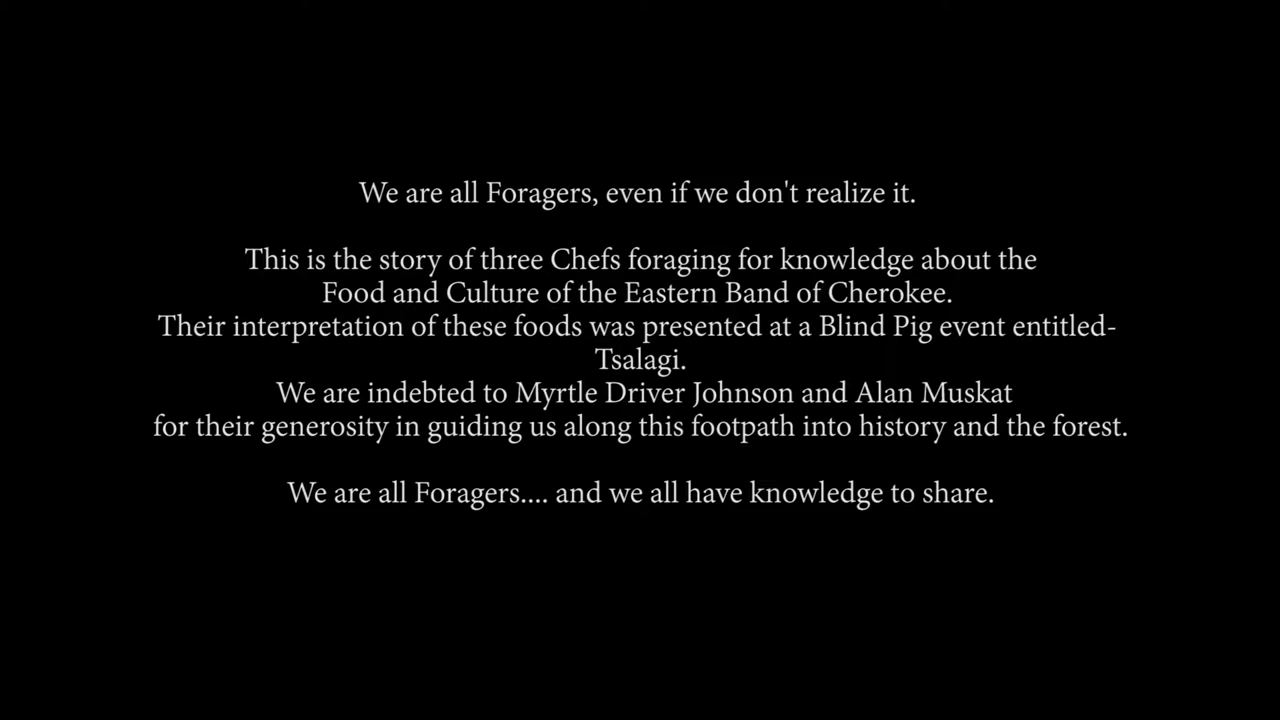 We are all Foragers, even if we don't realize it.
This is the story of three Chefs foraging for knowledge about the
Food and Culture of the Eastern Band of Cherokee.
Their interpretation of these foods was presented at a Blind Pig event entitled-
Tsalagi.
We are indebted to Myrtle Driver Johnson and Alan Muskat
for their generosity in guiding us along this footpath into history and the forest.
We are all Foragers.... and we all have knowledge to share.